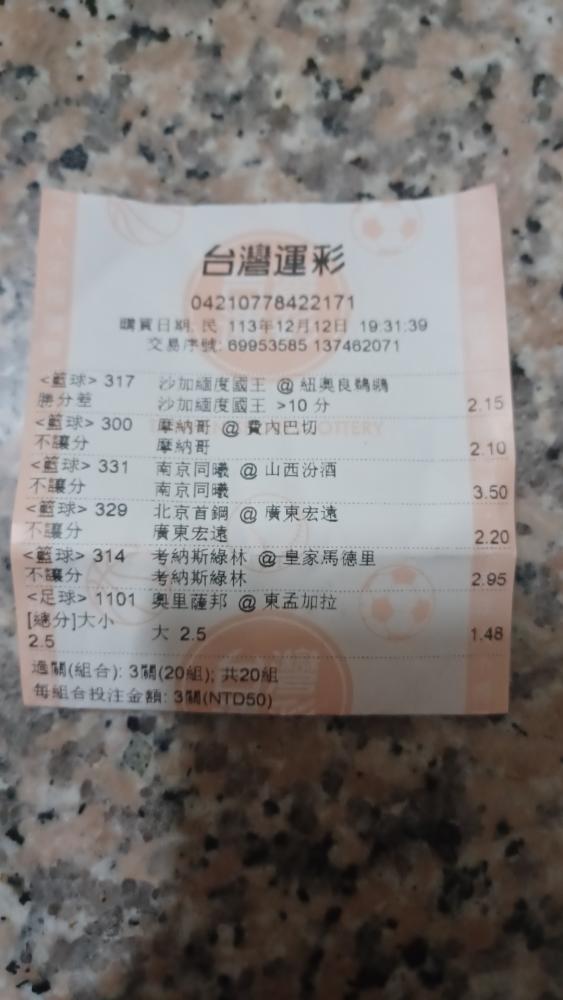 台灣運彩
04210778422171
購買日期: 民 113年12月12日 19:31:39
交易序號: 69953585 137462071
<籃球> 317 沙加緬度國王 @ 紐奧良鵜鶘
勝分差 沙加緬度國王 >10 分 2.15
<籃球> 300 摩納哥 @ 費內巴切
不讓分 摩納哥 2.10
<籃球> 331 南京同曦 @ 山西汾酒
不讓分 南京同曦 3.50
<籃球> 329 北京首鋼 @ 廣東宏遠
不讓分 廣東宏遠 2.20
<籃球> 314 考納斯綠林 @ 皇家馬德里
不讓分 考納斯綠林 2.95
<足球> 1101 奧里薩邦 @ 東孟加拉
[總分]大小
2.5 大 2.5 1.48
過關(組合): 3關(20組); 共20組
每組合投注金額: 3關(NTD50)